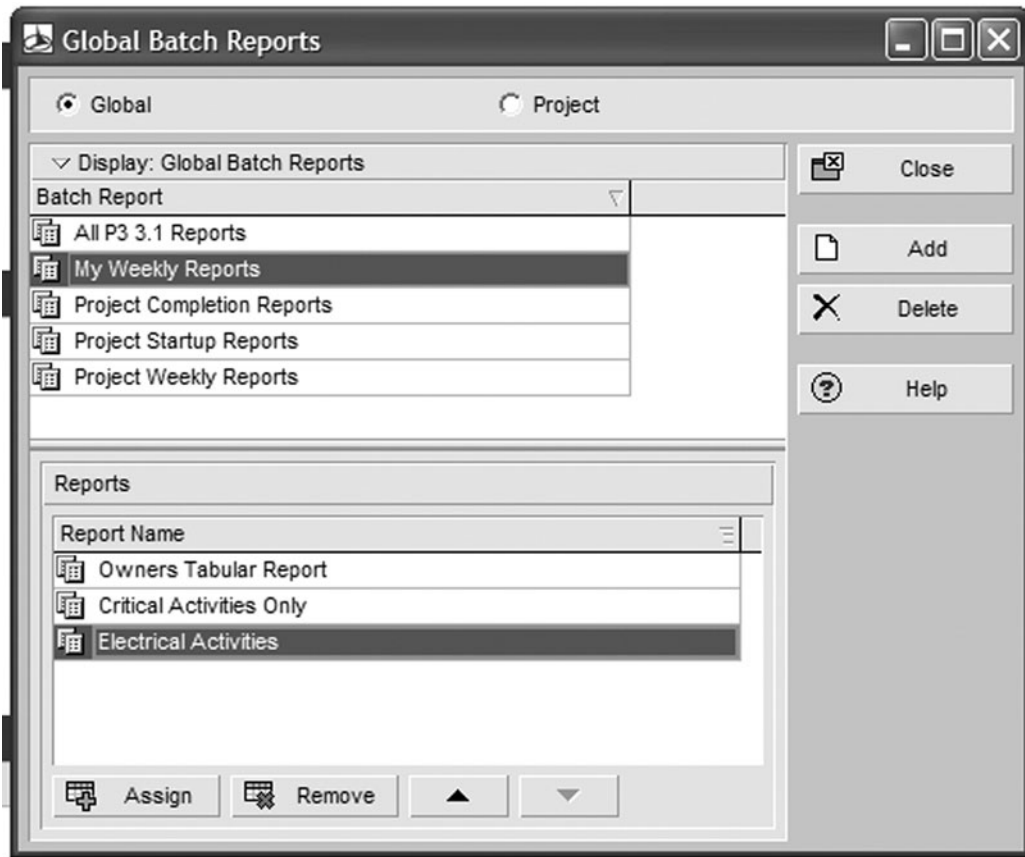 Global Batch Reports
Global Project
Display: Global Batch Reports
Close
Batch Report
All P3 3.1 Reports
Add
My Weekly Reports
Project Completion Reports
Delete
Project Startup Reports
Project Weekly Reports
Help
Reports
Report Name
Owners Tabular Report
Critical Activities Only
Electrical Activities
Assign Remove